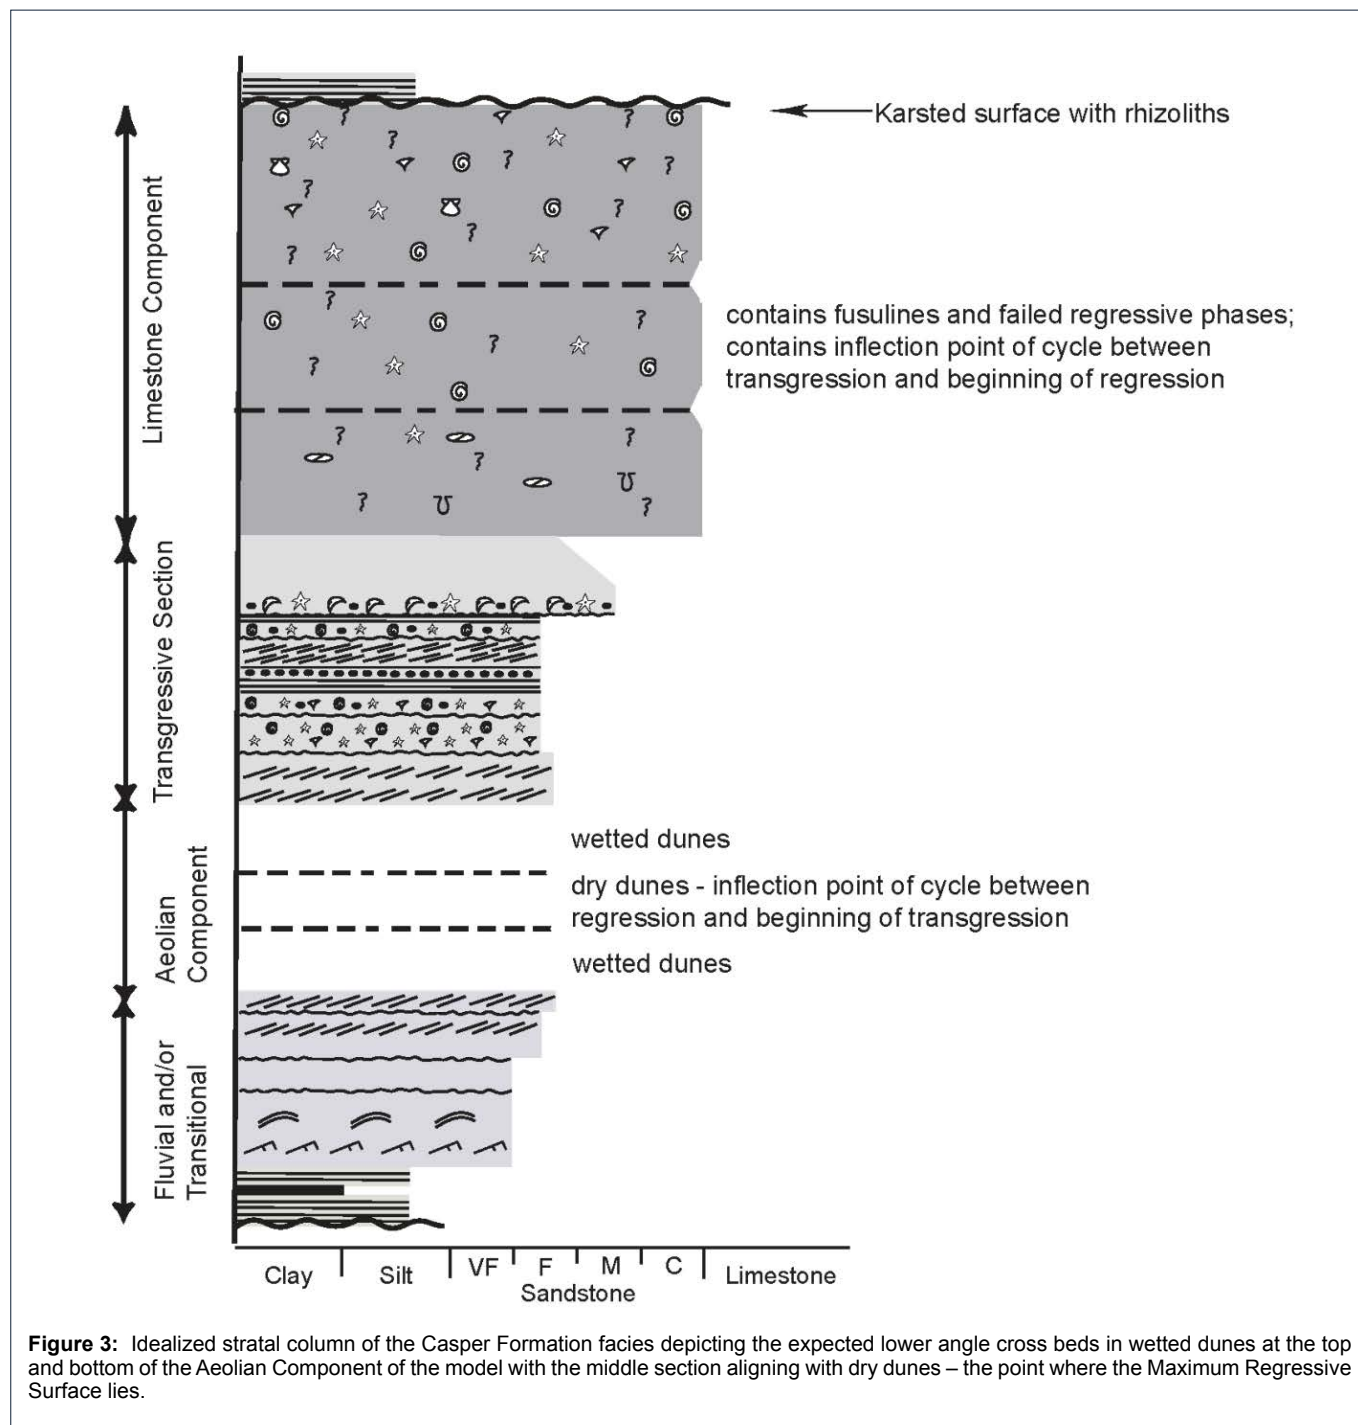 Karsted surface with rhizoliths
Limestone Component
contains fusulines and failed regressive phases;
contains inflection point of cycle between
transgression and beginning of regression
Transgressive Section
wetted dunes
Aeolian
Component
dry dunes - inflection point of cycle between
regression and beginning of transgression
wetted dunes
Fluvial and/or
Transitional
Clay Silt VF F M C Limestone
Sandstone
Figure 3: Idealized stratal column of the Casper Formation facies depicting the expected lower angle cross beds in wetted dunes at the top
and bottom of the Aeolian Component of the model with the middle section aligning with dry dunes – the point where the Maximum Regressive
Surface lies.